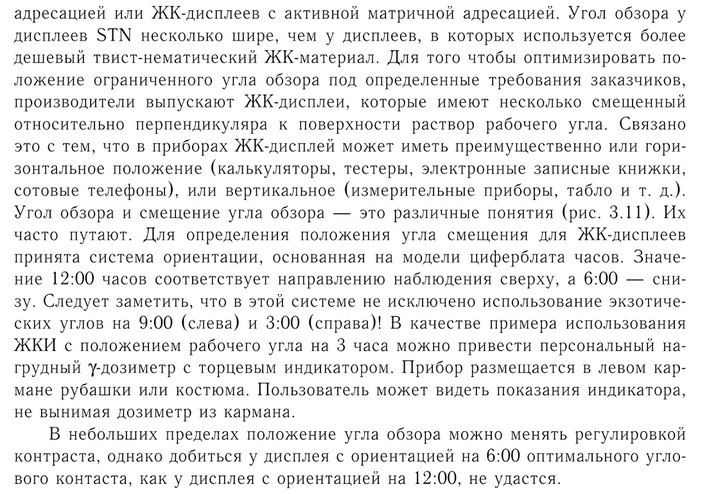 адресацией или ЖК-дисплеев с активной матричной адресацией. Угол обзора у
дисплеев STN несколько шире, чем у дисплеев, в которых используется более
дешевый твист-нематический ЖК-материал. Для того чтобы оптимизировать по-
ложение ограниченного угла обзора под определенные требования заказчиков,
производители выпускают ЖК-дисплеи, которые имеют несколько смещенный
относительно перпендикуляра к поверхности раствор рабочего угла. Связано
это с тем, что в приборах ЖК-дисплей может иметь преимущественно или гори-
зонтальное положение (калькуляторы, тестеры, электронные записные книжки,
сотовые телефоны), или вертикальное (измерительные приборы, табло и т. д.).
Угол обзора и смещение угла обзора — это различные понятия (рис. 3.11). Их
часто путают. Для определения положения угла смещения для ЖК-дисплеев
принята система ориентации, основанная на модели циферблата часов. Значе-
ние 12:00 часов соответствует направлению наблюдения сверху, а 6:00 — сни-
зу. Следует заметить, что в этой системе не исключено использование экзотиче-
ских углов на 9:00 (слева) и 3:00 (справа)! В качестве примера использования
ЖКИ с положением рабочего угла на 3 часа можно привести персональный на-
грудный γ-дозиметр с торцевым индикатором. Прибор размещается в левом кар-
мане рубашки или костюма. Пользователь может видеть показания индикатора,
не вынимая дозиметр из кармана.
В небольших пределах положение угла обзора можно менять регулировкой
контраста, однако добиться у дисплея с ориентацией на 6:00 оптимального угло-
вого контаста, как у дисплея с ориентацией на 12:00, не удастся.